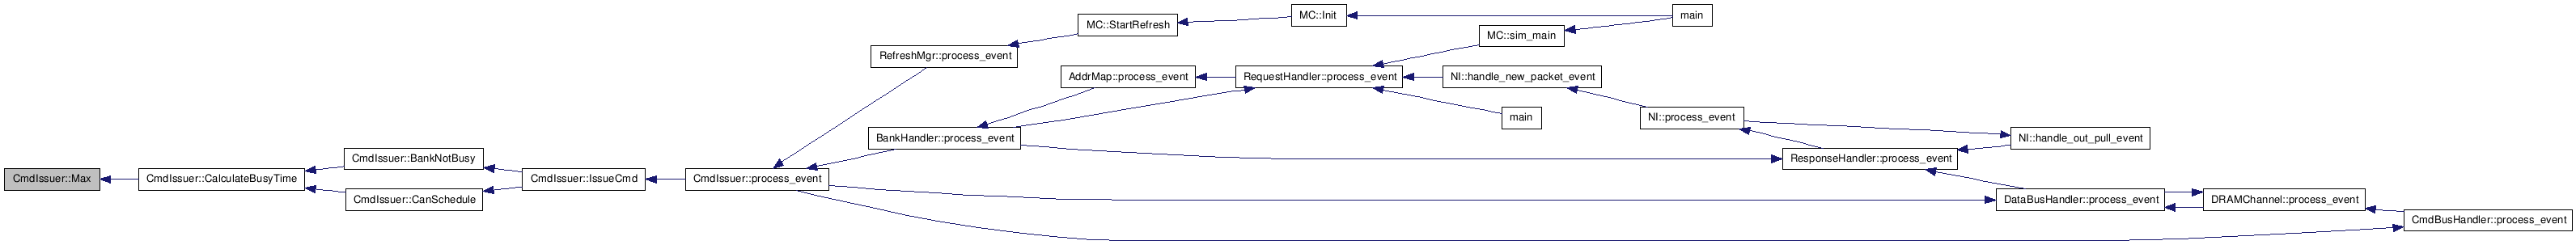 MC::Init
main
MC::StartRefresh
MC::sim_main
RefreshMgr::process_event
AddrMap::process_event
RequestHandler::process_event
NI::handle_new_packet_event
main
NI::process_event
BankHandler::process_event
NI::handle_out_pull_event
CmdIssuer::BankNotBusy
ResponseHandler::process_event
CmdIssuer::Max
CmdIssuer::CalculateBusyTime
CmdIssuer::IssueCmd
CmdIssuer::process_event
CmdIssuer::CanSchedule
DataBusHandler::process_event
DRAMChannel::process_event
CmdBusHandler::process_event